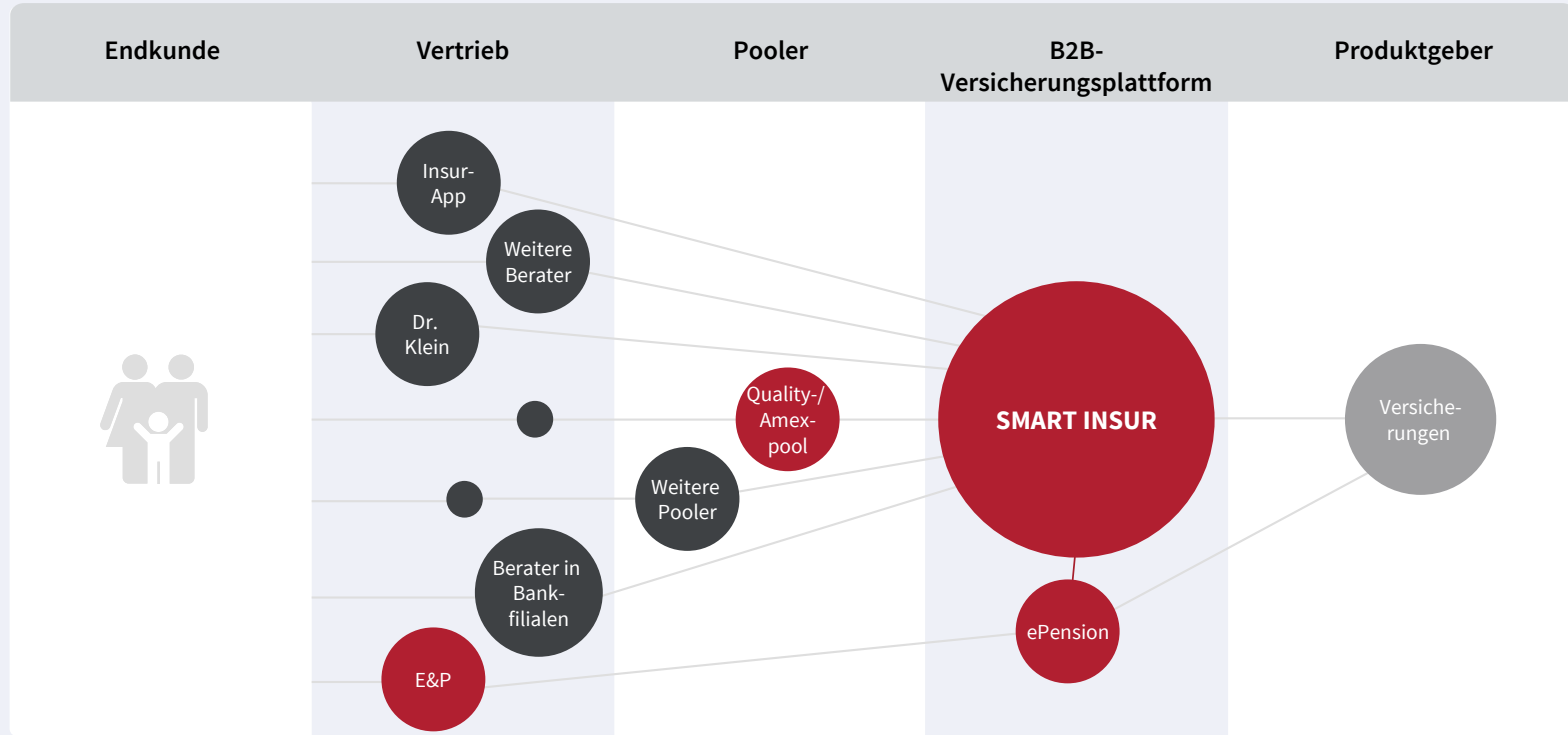 Endkunde
Vertrieb
Pooler
B2B-
Versicherungsplattform
Produktgeber
Insur-
App
Weitere
Berater
Dr.
Klein
Quality-/
Amex-
pool
SMART INSUR
Versiche-
rungen
Weitere
Pooler
Berater in
Bank-
filialen
ePension
E&P